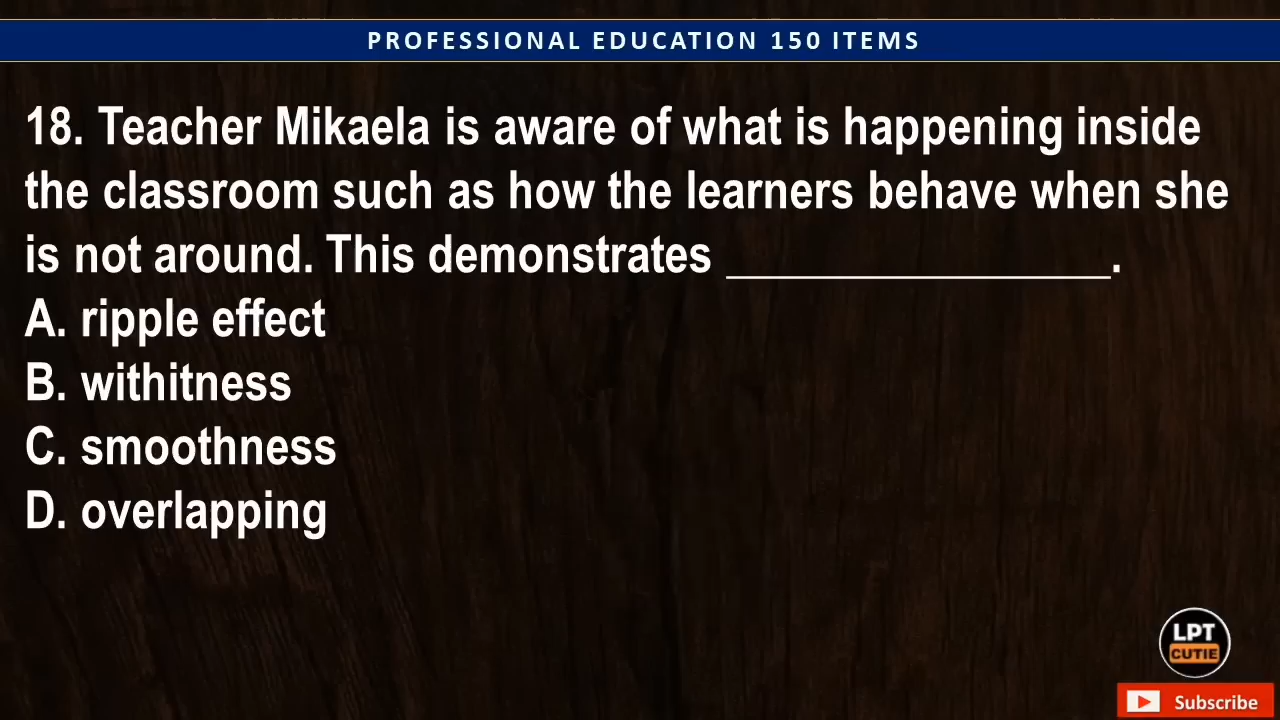 PROFESSIONAL EDUCATION 150 ITEMS
18. Teacher Mikaela is aware of what is happening inside
the classroom such as how the learners behave when she
is not around. This demonstrates ________________.
A. ripple effect
B. withitness
C. smoothness
D. overlapping
LPT
CUTIE
Subscribe